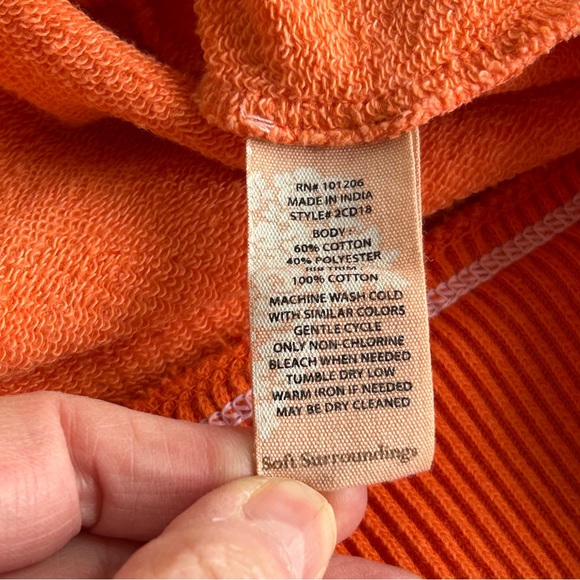 RN# 101206
MADE IN INDIA
STYLE# 2CD18
BODY :
60% COTTON
40% POLYESTER
RIB TRIM :
100% COTTON
MACHINE WASH COLD
WITH SIMILAR COLORS
GENTLE CYCLE
ONLY NON-CHLORINE
BLEACH WHEN NEEDED
TUMBLE DRY LOW
WARM IRON IF NEEDED
MAY BE DRY CLEANED
Soft Surroundings